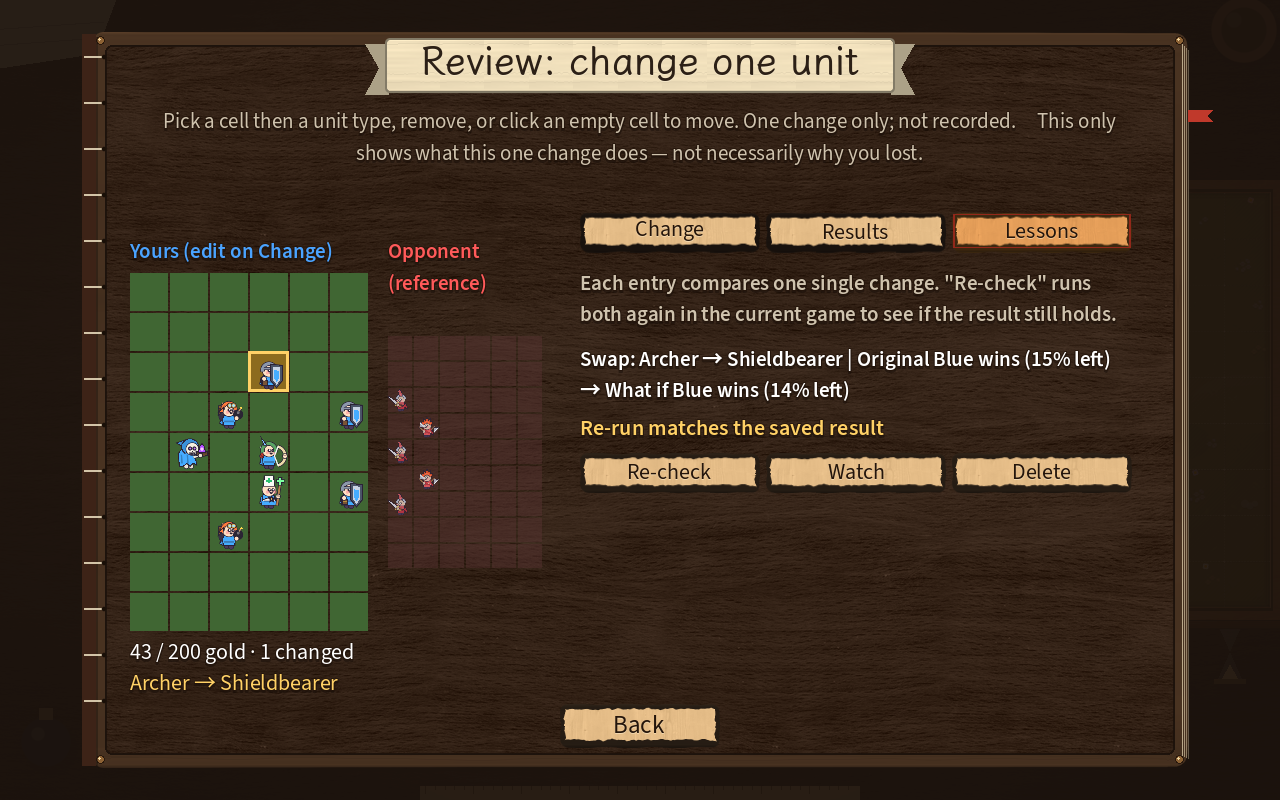 Review: change one unit
Pick a cell then a unit type, remove, or click an empty cell to move. One change only; not recorded. This only
shows what this one change does — not necessarily why you lost.
Change
Results
Lessons
Yours (edit on Change)
Opponent
(reference)
Each entry compares one single change. "Re-check" runs
both again in the current game to see if the result still holds.
Swap: Archer → Shieldbearer | Original Blue wins (15% left)
→ What if Blue wins (14% left)
Re-run matches the saved result
Re-check
Watch
Delete
43 / 200 gold · 1 changed
Archer → Shieldbearer
Back